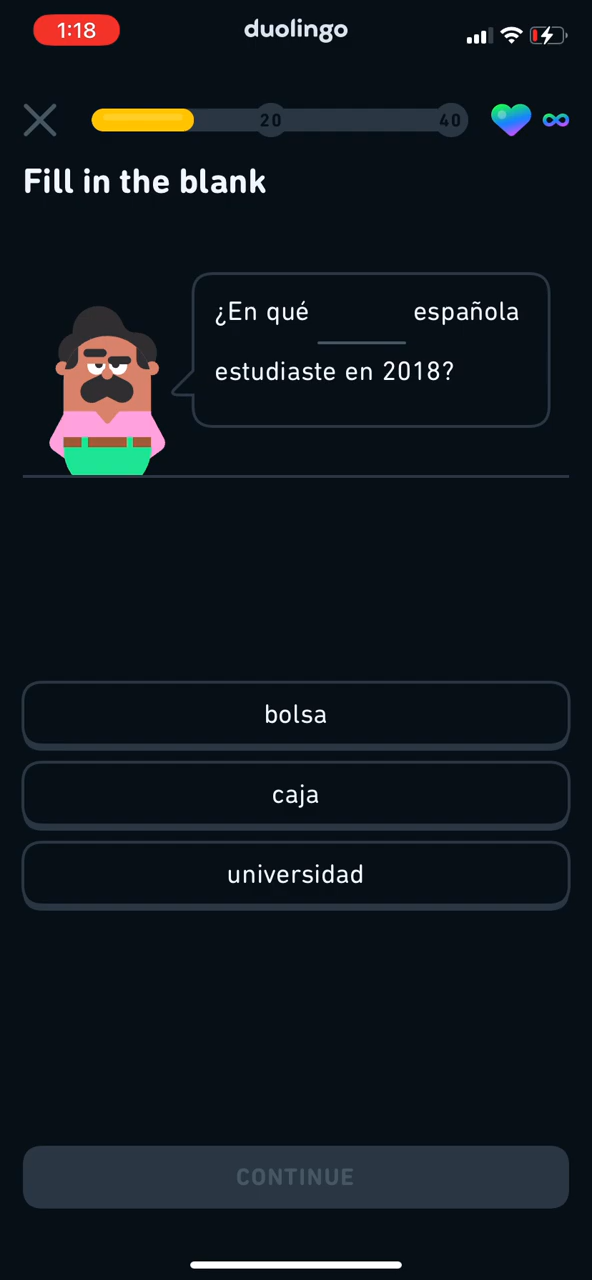 1:18
duolingo
20 40
Fill in the blank
¿En qué ______ española
estudiaste en 2018?
bolsa
caja
universidad
CONTINUE